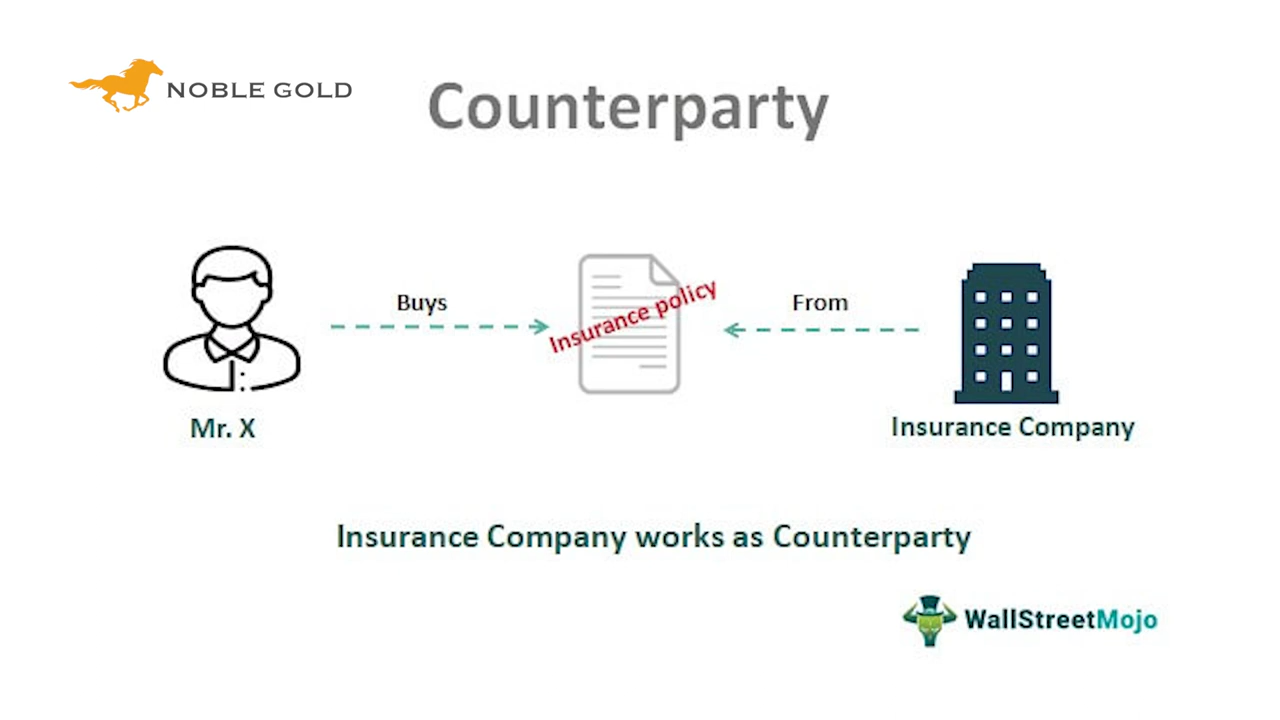 NOBLE GOLD
Counterparty
Buys
Insurance policy
From
Mr. X
Insurance Company
Insurance Company works as Counterparty
WallStreetMojo